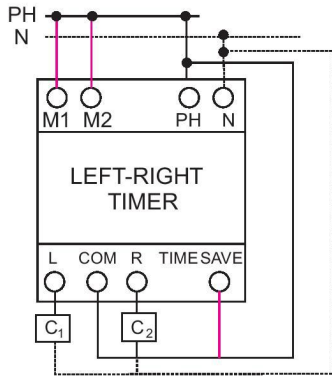 PH
N
M1 M2 PH N
LEFT-RIGHT
TIMER
L COM R TIME SAVE
C1 C2